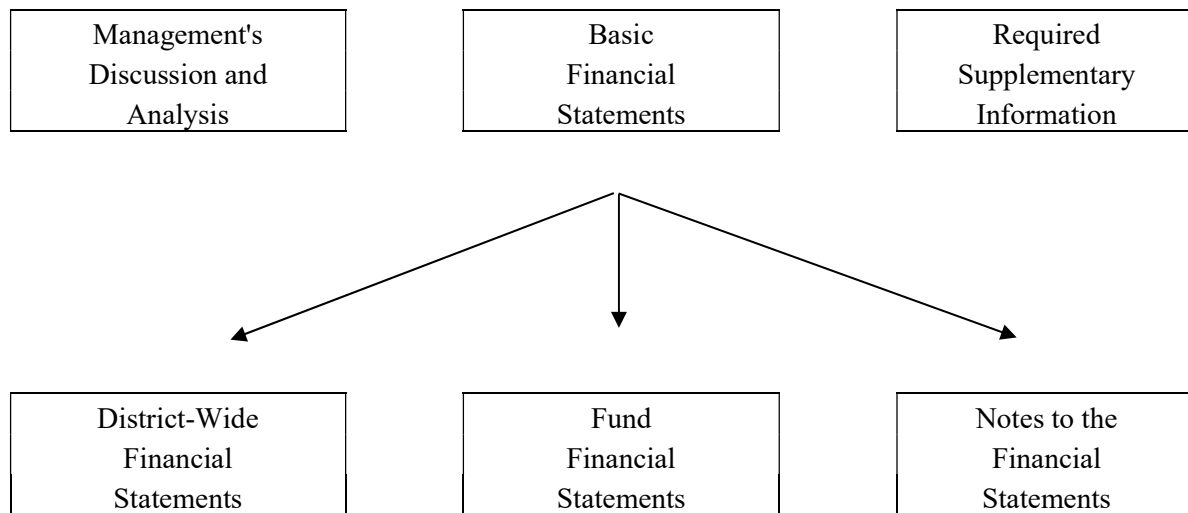 Management's
Discussion and
Analysis
Basic
Financial
Statements
Required
Supplementary
Information
District-Wide
Financial
Statements
Fund
Financial
Statements
Notes to the
Financial
Statements